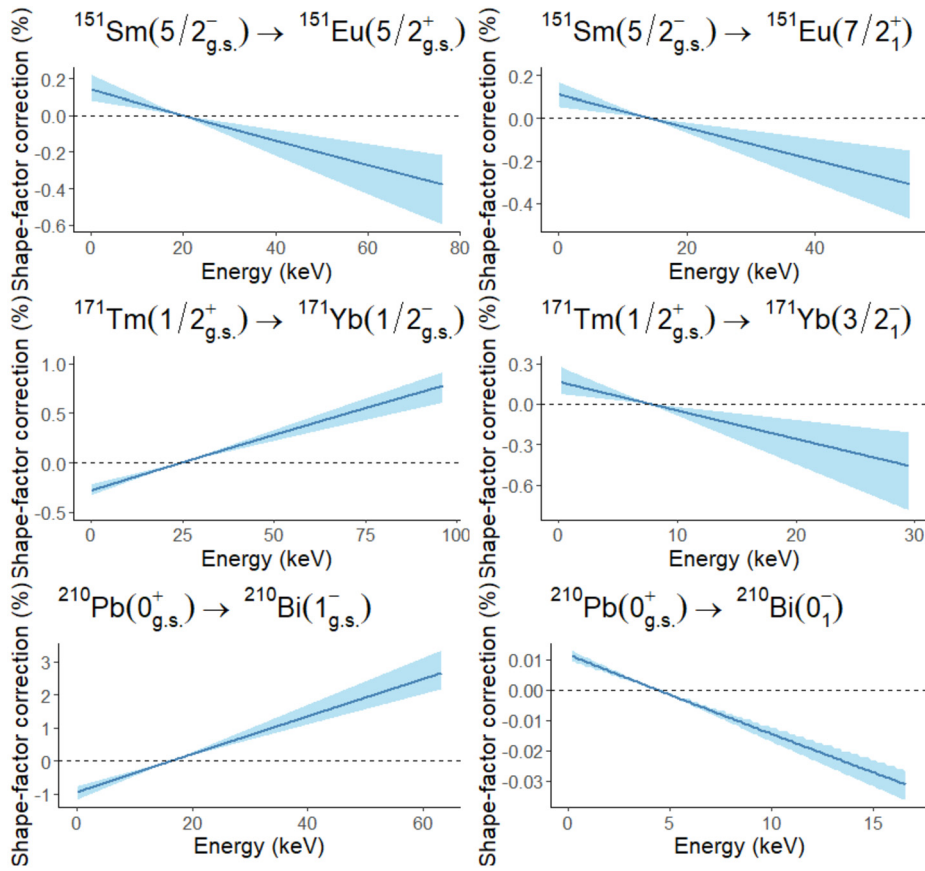 ¹⁵¹Sm(5/2⁻g.s.) → ¹⁵¹Eu(5/2⁺g.s.)
Shape-factor correction (%)
0.2
0.0
-0.2
-0.4
-0.6
0 20 40 60 80
Energy (keV)
¹⁵¹Sm(5/2⁻g.s.) → ¹⁵¹Eu(7/2⁺₁)
Shape-factor correction (%)
0.2
0.0
-0.2
-0.4
0 20 40
Energy (keV)
¹⁷¹Tm(1/2⁺g.s.) → ¹⁷¹Yb(1/2⁻g.s.)
Shape-factor correction (%)
1.0
0.5
0.0
-0.5
0 25 50 75 100
Energy (keV)
¹⁷¹Tm(1/2⁺g.s.) → ¹⁷¹Yb(3/2⁻₁)
Shape-factor correction (%)
0.3
0.0
-0.3
-0.6
0 10 20 30
Energy (keV)
²¹⁰Pb(0⁺g.s.) → ²¹⁰Bi(1⁻g.s.)
Shape-factor correction (%)
3
2
1
0
-1
0 20 40 60
Energy (keV)
²¹⁰Pb(0⁺g.s.) → ²¹⁰Bi(0⁻₁)
Shape-factor correction (%)
0.01
0.00
-0.01
-0.02
-0.03
0 5 10 15
Energy (keV)